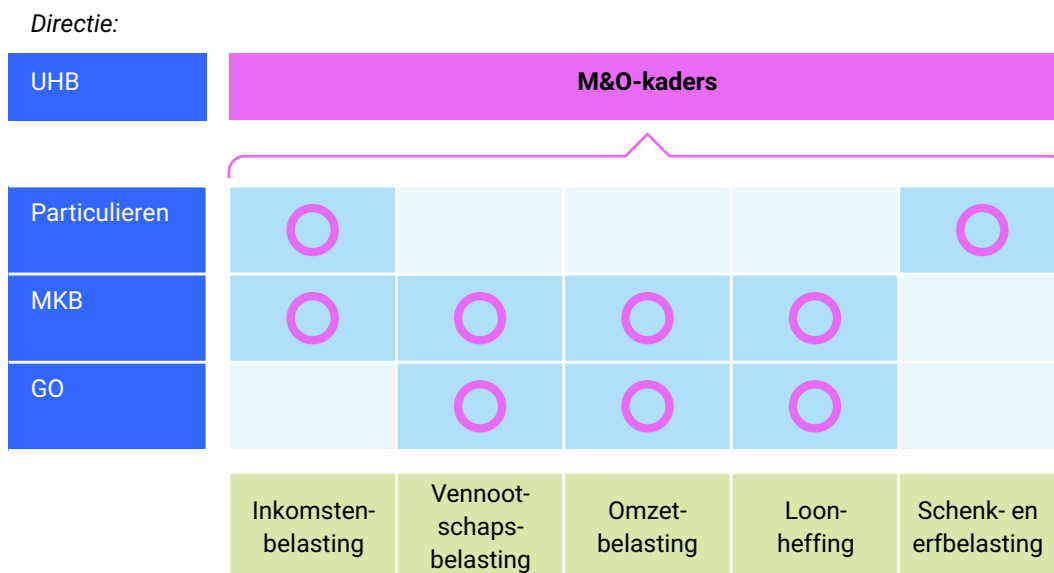 Directie:
UHB
M&O-kaders
Particulieren
MKB
GO
Inkomsten-
belasting
Vennoot-
schaps-
belasting
Omzet-
belasting
Loon-
heffing
Schenk- en
erfbelasting